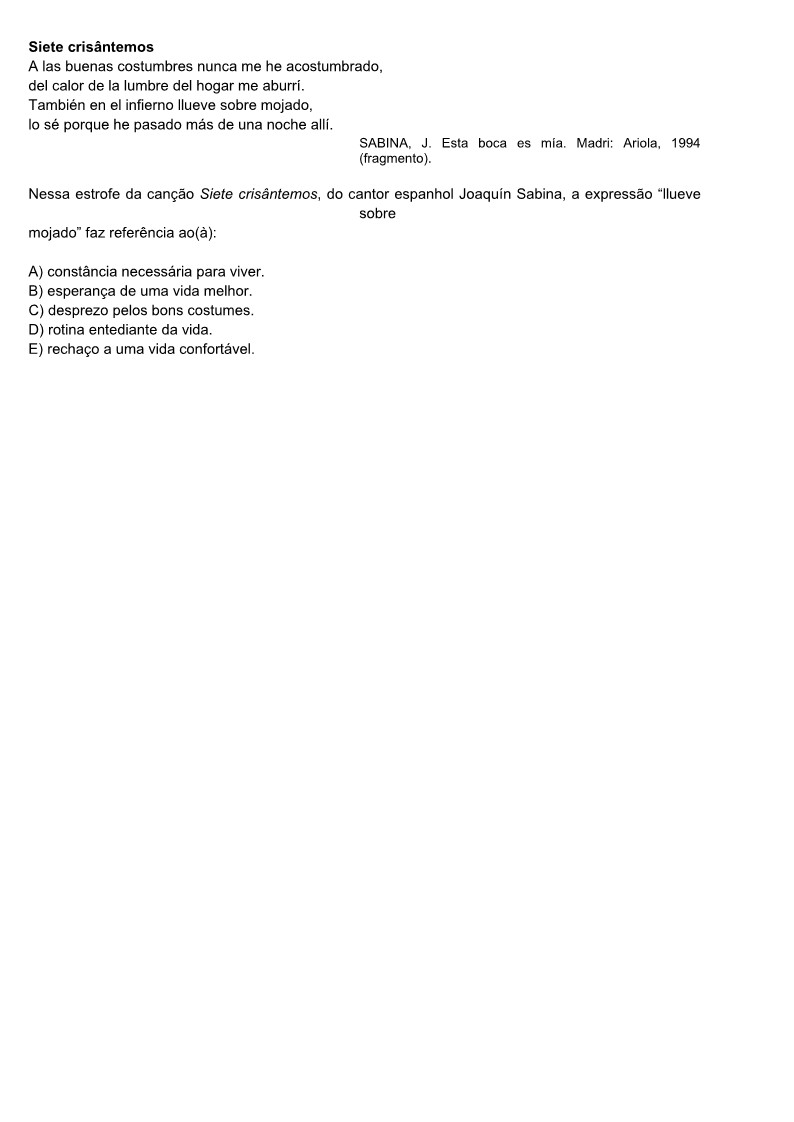 Siete crisântemos
A las buenas costumbres nunca me he acostumbrado,
del calor de la lumbre del hogar me aburrí.
También en el infierno llueve sobre mojado,
lo sé porque he pasado más de una noche allí.
SABINA, J. Esta boca es mía. Madri: Ariola, 1994
(fragmento).
Nessa estrofe da canção Siete crisântemos, do cantor espanhol Joaquín Sabina, a expressão “llueve
sobre
mojado” faz referência ao(à):
A) constância necessária para viver.
B) esperança de uma vida melhor.
C) desprezo pelos bons costumes.
D) rotina entediante da vida.
E) rechaço a uma vida confortável.